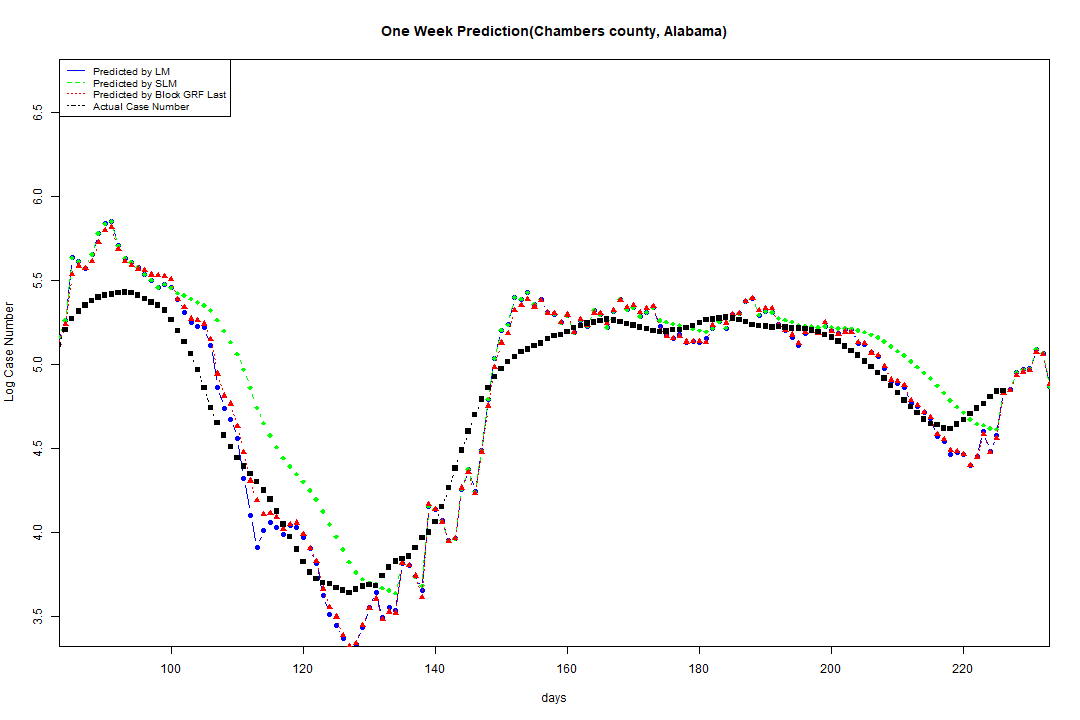 One Week Prediction(Chambers county, Alabama)
Predicted by LM
Predicted by SLM
Predicted by Block GRF Last
Actual Case Number
Log Case Number
6.5
6.0
5.5
5.0
4.5
4.0
3.5
100 120 140 160 180 200 220
days